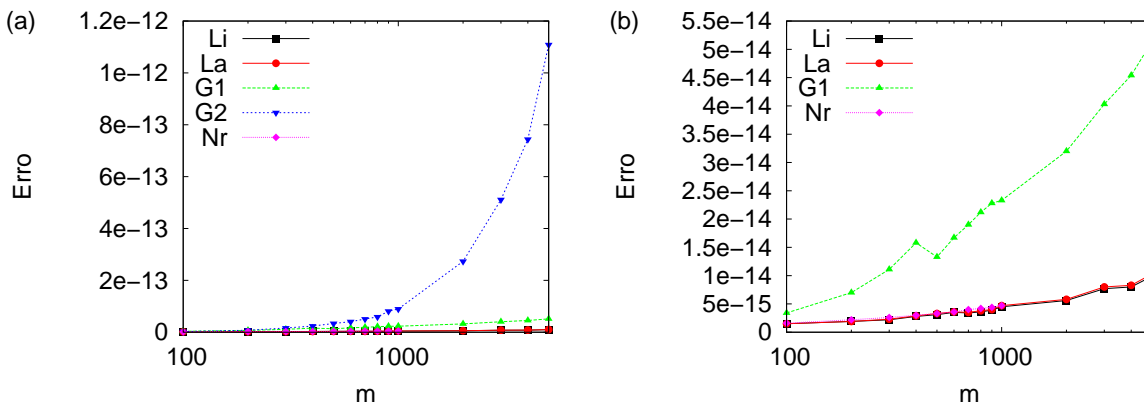 (a)
1.2e-12
1e-12
8e-13
6e-13
4e-13
2e-13
0
Erro
Li
La
G1
G2
Nr
100
1000
m
(b)
5.5e-14
5e-14
4.5e-14
4e-14
3.5e-14
3e-14
2.5e-14
2e-14
1.5e-14
1e-14
5e-15
0
Erro
Li
La
G1
Nr
100
1000
m